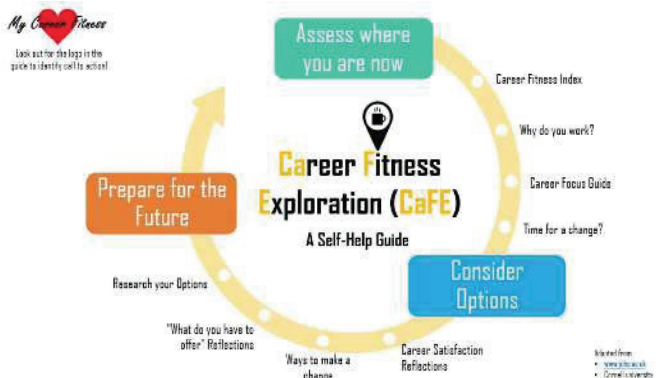 My Career Fitness
Look out for the logo in the
guide to identify call to action!
Assess where
you are now
Career Fitness Index
Why do you work?
Career Focus Guide
Time for a change?
Career Fitness
Exploration (CaFE)
A Self-Help Guide
Prepare for the
Future
Consider
Options
Research your Options
"What do you have to
offer" Reflections
Ways to make a
change
Career Satisfaction
Reflections
Adapted from
• Cornell university